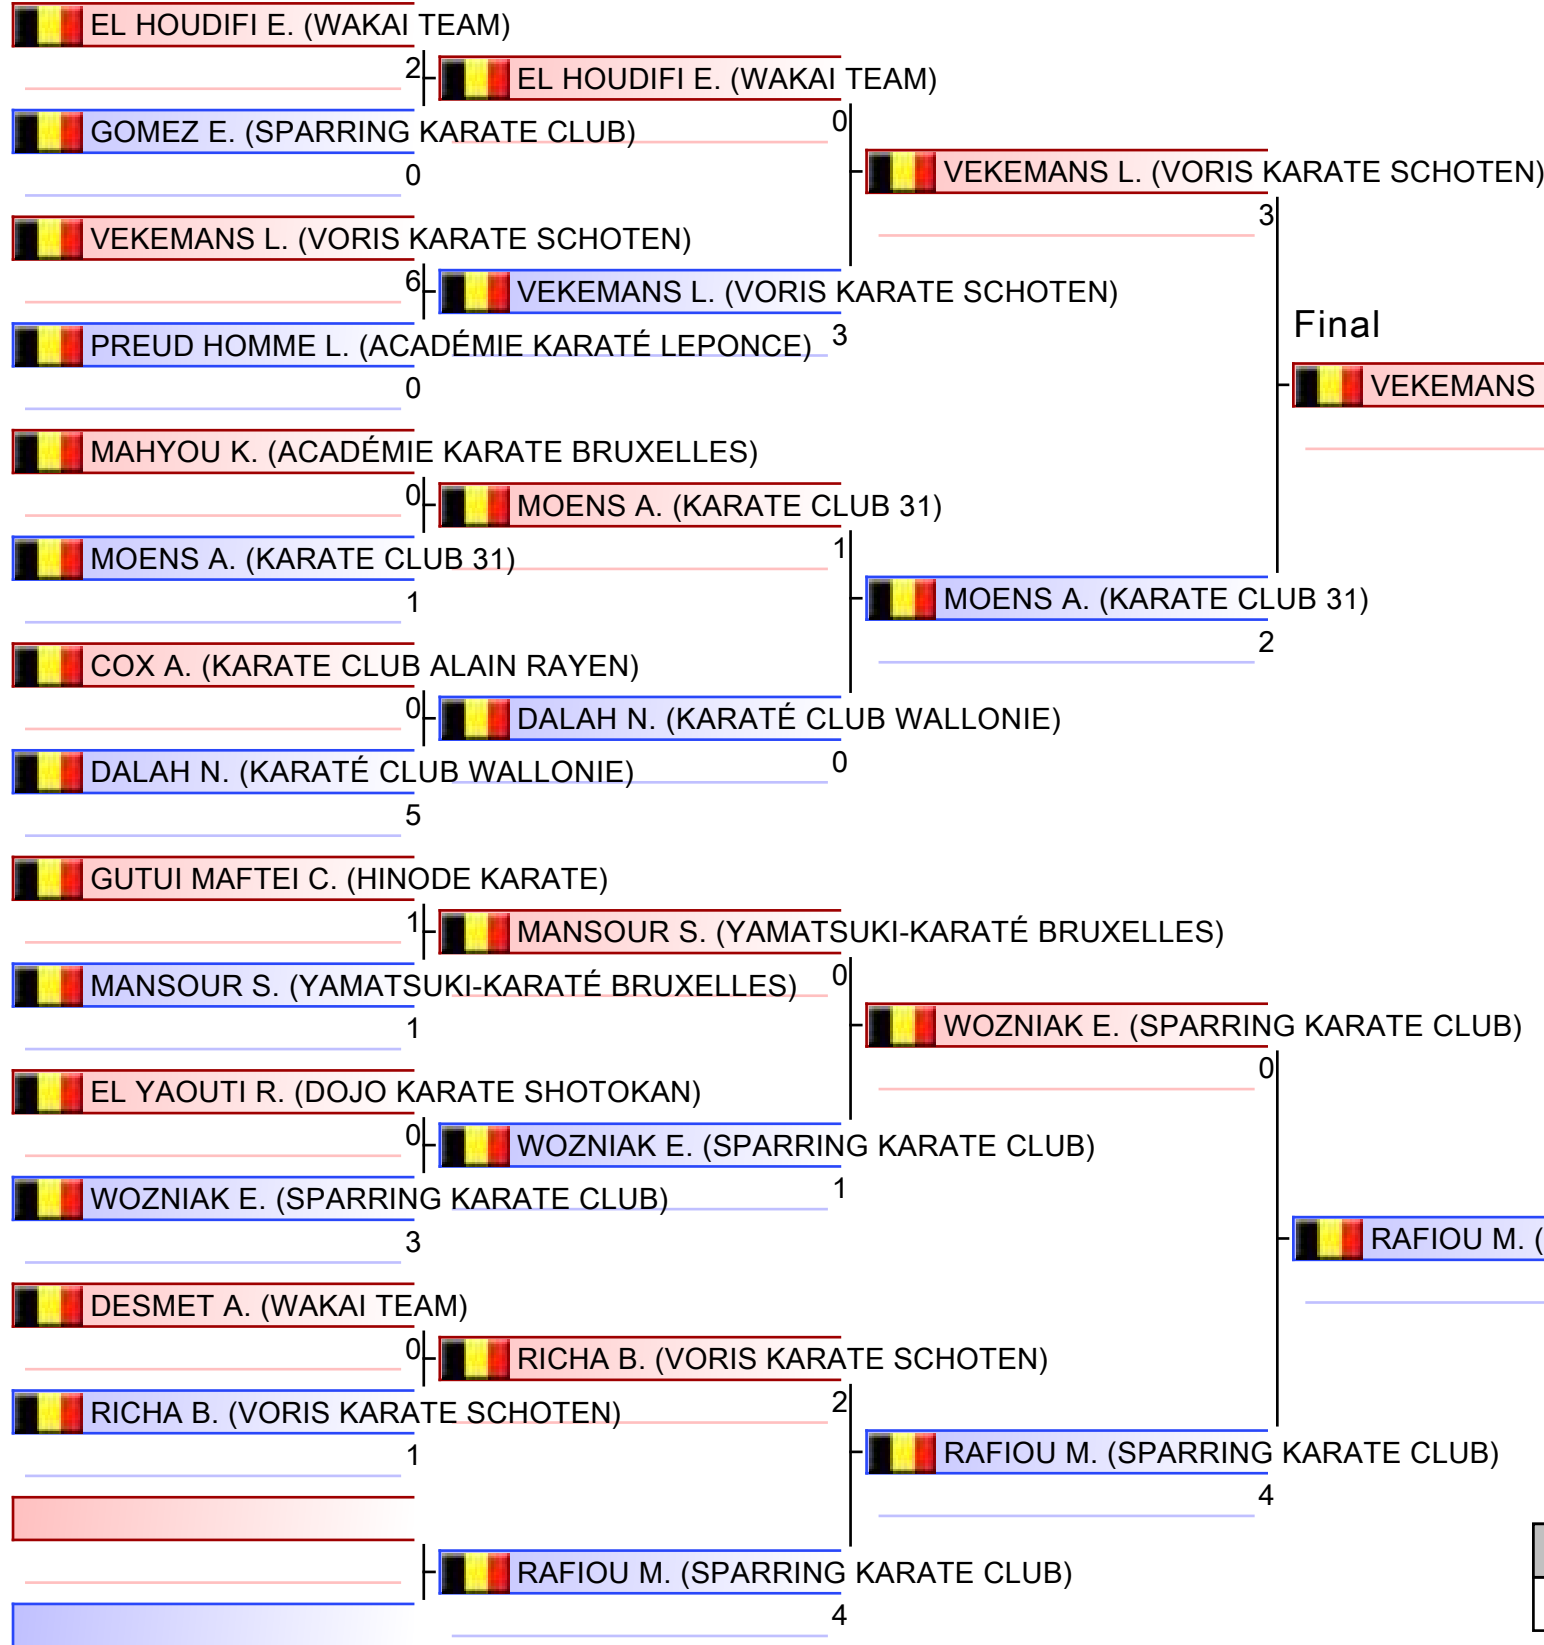 EL HOUDIFI E. (WAKAI TEAM)
2
GOMEZ E. (SPARRING KARATE CLUB)
0
VEKEMANS L. (VORIS KARATE SCHOTEN)
6
PREUD HOMME L. (ACADÉMIE KARATÉ LEPONCE)
0
MAHYOU K. (ACADÉMIE KARATE BRUXELLES)
0
MOENS A. (KARATE CLUB 31)
1
COX A. (KARATE CLUB ALAIN RAYEN)
0
DALAH N. (KARATÉ CLUB WALLONIE)
5
GUTUI MAFTEI C. (HINODE KARATE)
1
MANSOUR S. (YAMATSUKI-KARATÉ BRUXELLES)
1
EL YAOUTI R. (DOJO KARATE SHOTOKAN)
0
WOZNIAK E. (SPARRING KARATE CLUB)
3
DESMET A. (WAKAI TEAM)
0
RICHA B. (VORIS KARATE SCHOTEN)
1
EL HOUDIFI E. (WAKAI TEAM)
0
VEKEMANS L. (VORIS KARATE SCHOTEN)
3
MOENS A. (KARATE CLUB 31)
1
DALAH N. (KARATÉ CLUB WALLONIE)
0
MANSOUR S. (YAMATSUKI-KARATÉ BRUXELLES)
0
WOZNIAK E. (SPARRING KARATE CLUB)
1
RICHA B. (VORIS KARATE SCHOTEN)
2
RAFIOU M. (SPARRING KARATE CLUB)
4
VEKEMANS L. (VORIS KARATE SCHOTEN)
3
MOENS A. (KARATE CLUB 31)
2
WOZNIAK E. (SPARRING KARATE CLUB)
0
RAFIOU M. (SPARRING KARATE CLUB)
4
Final
VEKEMANS
RAFIOU M. (